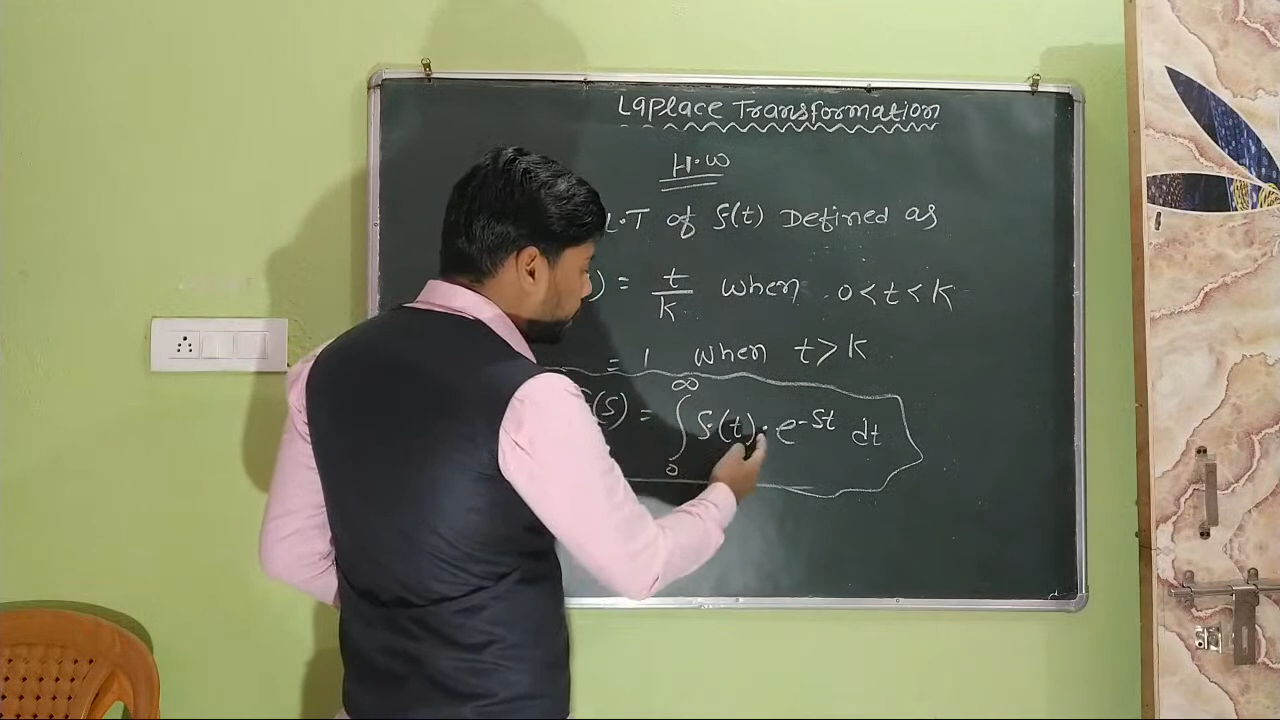 Laplace Transformation
H.W
L.T of f(t) Defined as
) = t/k when 0 < t < k
= 1 when t > k
f(s) = ∫₀^∞ f(t) · e^-st dt